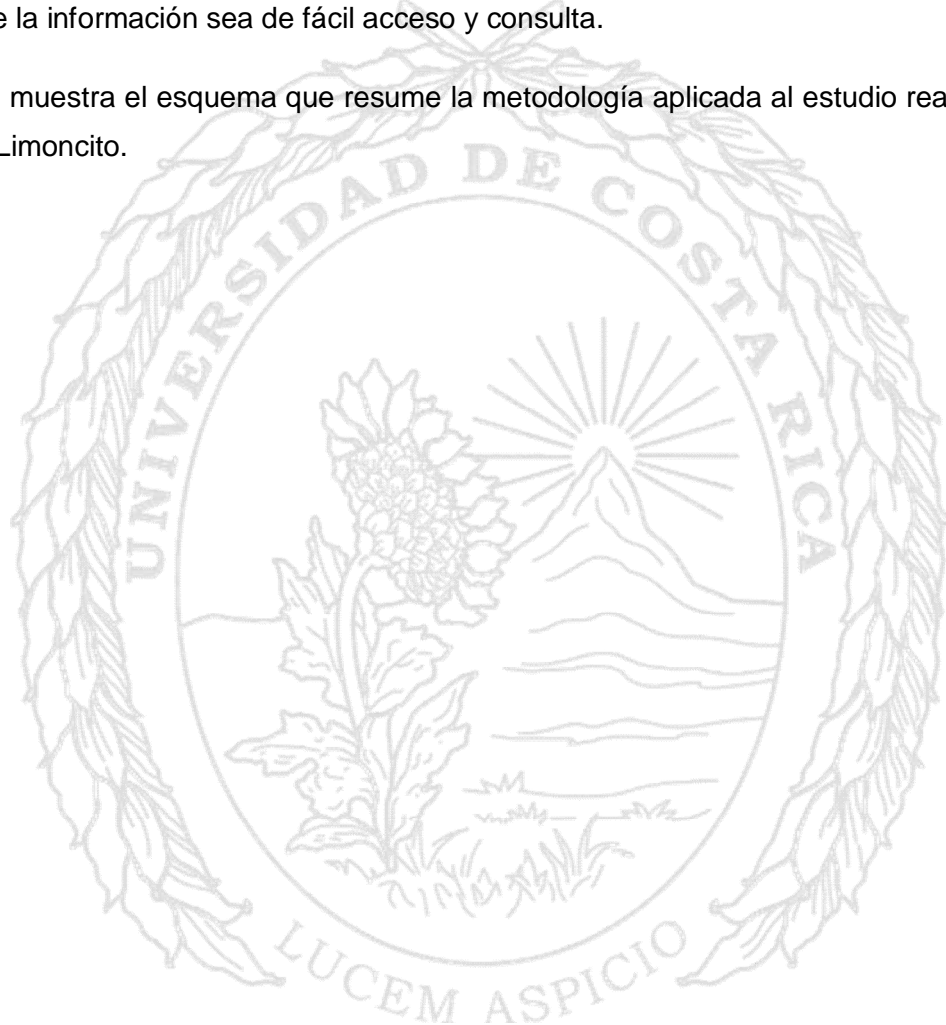 e la información sea de fácil acceso y consulta.
muestra el esquema que resume la metodología aplicada al estudio rea
Limoncito.
UNIVERSIDAD DE COSTA RICA
LUCEM ASPICIO